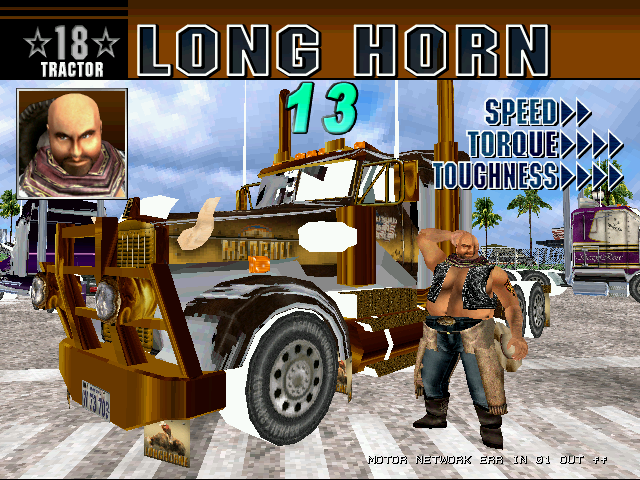 ☆18☆
TRACTOR
LONG HORN
13
SPEED
TORQUE
TOUGHNESS
MOTOR NETWORK ERR IN 01 OUT **